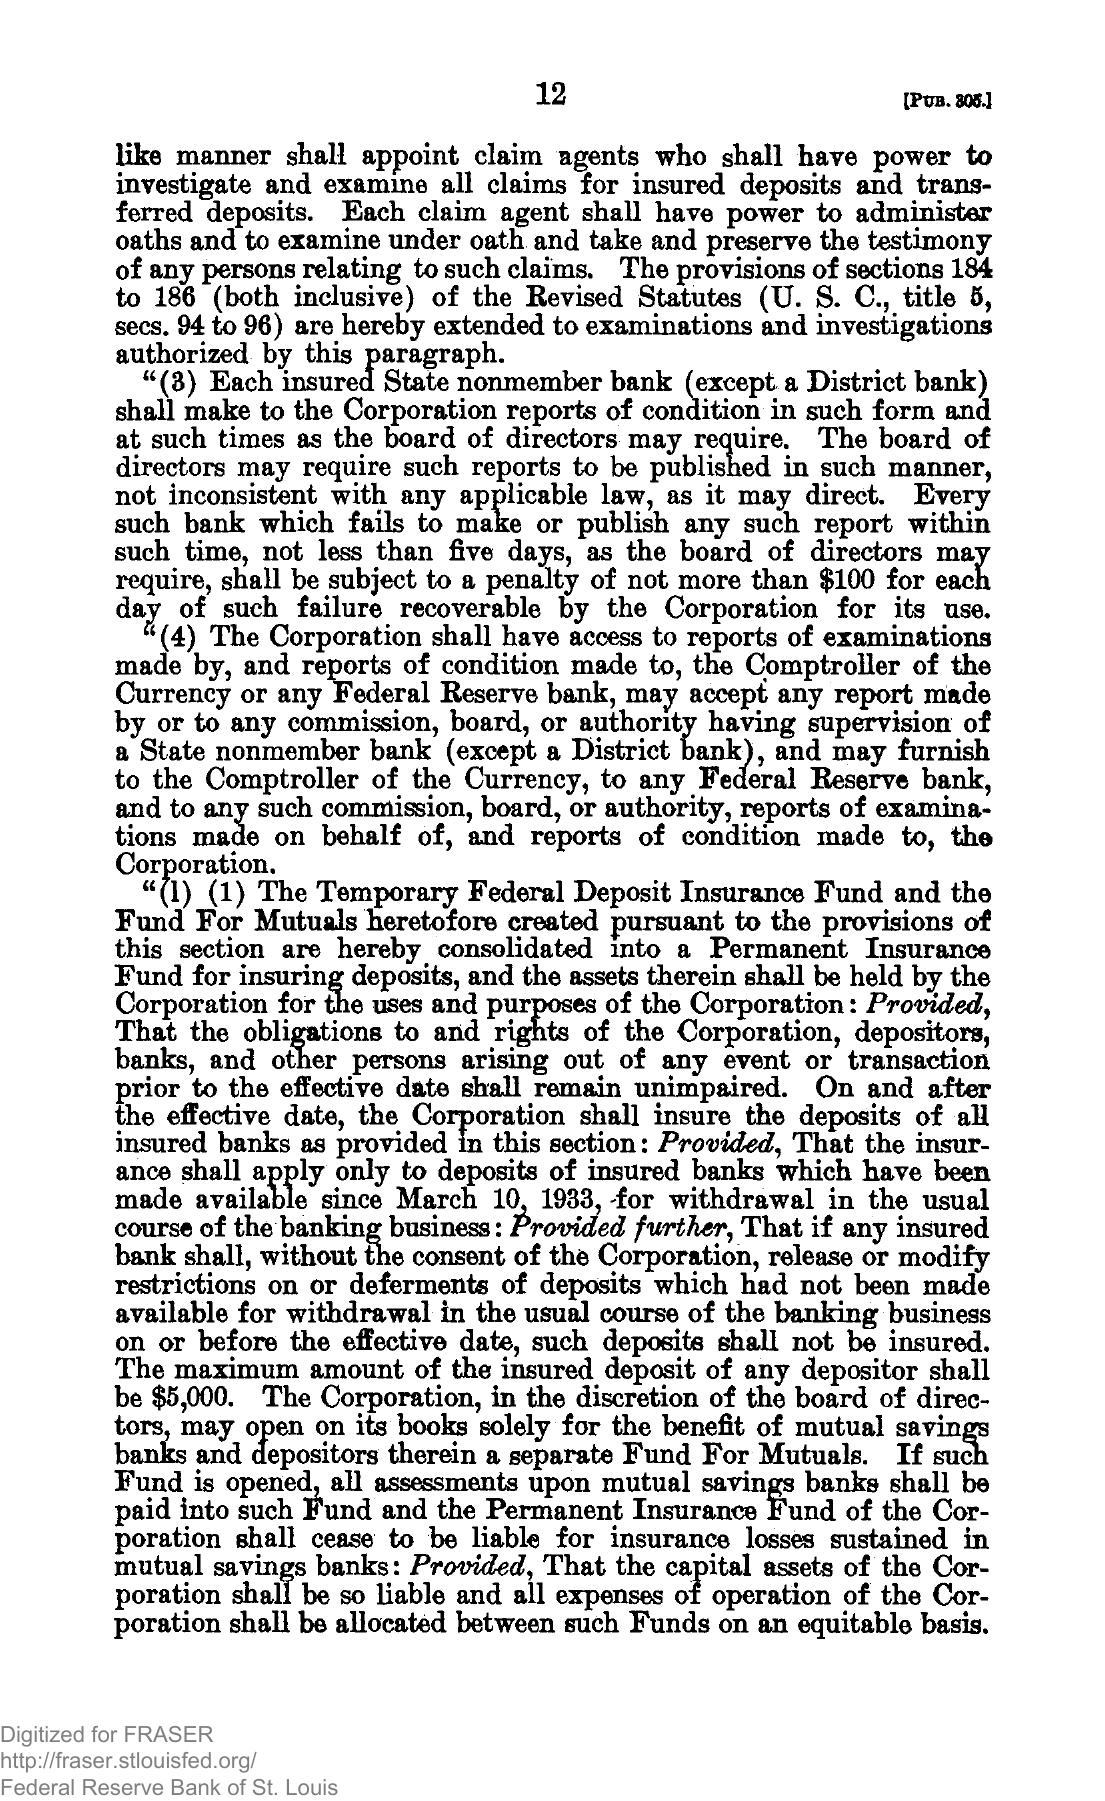 12
[PUB. 305.]
like manner shall appoint claim agents who shall have power to
investigate and examine all claims for insured deposits and trans-
ferred deposits. Each claim agent shall have power to administer
oaths and to examine under oath and take and preserve the testimony
of any persons relating to such claims. The provisions of sections 184
to 186 (both inclusive) of the Revised Statutes (U. S. C., title 5,
secs. 94 to 96) are hereby extended to examinations and investigations
authorized by this paragraph.
“(3) Each insured State nonmember bank (except a District bank)
shall make to the Corporation reports of condition in such form and
at such times as the board of directors may require. The board of
directors may require such reports to be published in such manner,
not inconsistent with any applicable law, as it may direct. Every
such bank which fails to make or publish any such report within
such time, not less than five days, as the board of directors may
require, shall be subject to a penalty of not more than $100 for each
day of such failure recoverable by the Corporation for its use.
“(4) The Corporation shall have access to reports of examinations
made by, and reports of condition made to, the Comptroller of the
Currency or any Federal Reserve bank, may accept any report made
by or to any commission, board, or authority having supervision of
a State nonmember bank (except a District bank), and may furnish
to the Comptroller of the Currency, to any Federal Reserve bank,
and to any such commission, board, or authority, reports of examina-
tions made on behalf of, and reports of condition made to, the
Corporation.
“(l) (1) The Temporary Federal Deposit Insurance Fund and the
Fund For Mutuals heretofore created pursuant to the provisions of
this section are hereby consolidated into a Permanent Insurance
Fund for insuring deposits, and the assets therein shall be held by the
Corporation for the uses and purposes of the Corporation: Provided,
That the obligations to and rights of the Corporation, depositors,
banks, and other persons arising out of any event or transaction
prior to the effective date shall remain unimpaired. On and after
the effective date, the Corporation shall insure the deposits of all
insured banks as provided in this section: Provided, That the insur-
ance shall apply only to deposits of insured banks which have been
made available since March 10, 1933, for withdrawal in the usual
course of the banking business: Provided further, That if any insured
bank shall, without the consent of the Corporation, release or modify
restrictions on or deferments of deposits which had not been made
available for withdrawal in the usual course of the banking business
on or before the effective date, such deposits shall not be insured.
The maximum amount of the insured deposit of any depositor shall
be $5,000. The Corporation, in the discretion of the board of direc-
tors, may open on its books solely for the benefit of mutual savings
banks and depositors therein a separate Fund For Mutuals. If such
Fund is opened, all assessments upon mutual savings banks shall be
paid into such Fund and the Permanent Insurance Fund of the Cor-
poration shall cease to be liable for insurance losses sustained in
mutual savings banks: Provided, That the capital assets of the Cor-
poration shall be so liable and all expenses of operation of the Cor-
poration shall be allocated between such Funds on an equitable basis.
Digitized for FRASER
http://fraser.stlouisfed.org/
Federal Reserve Bank of St. Louis